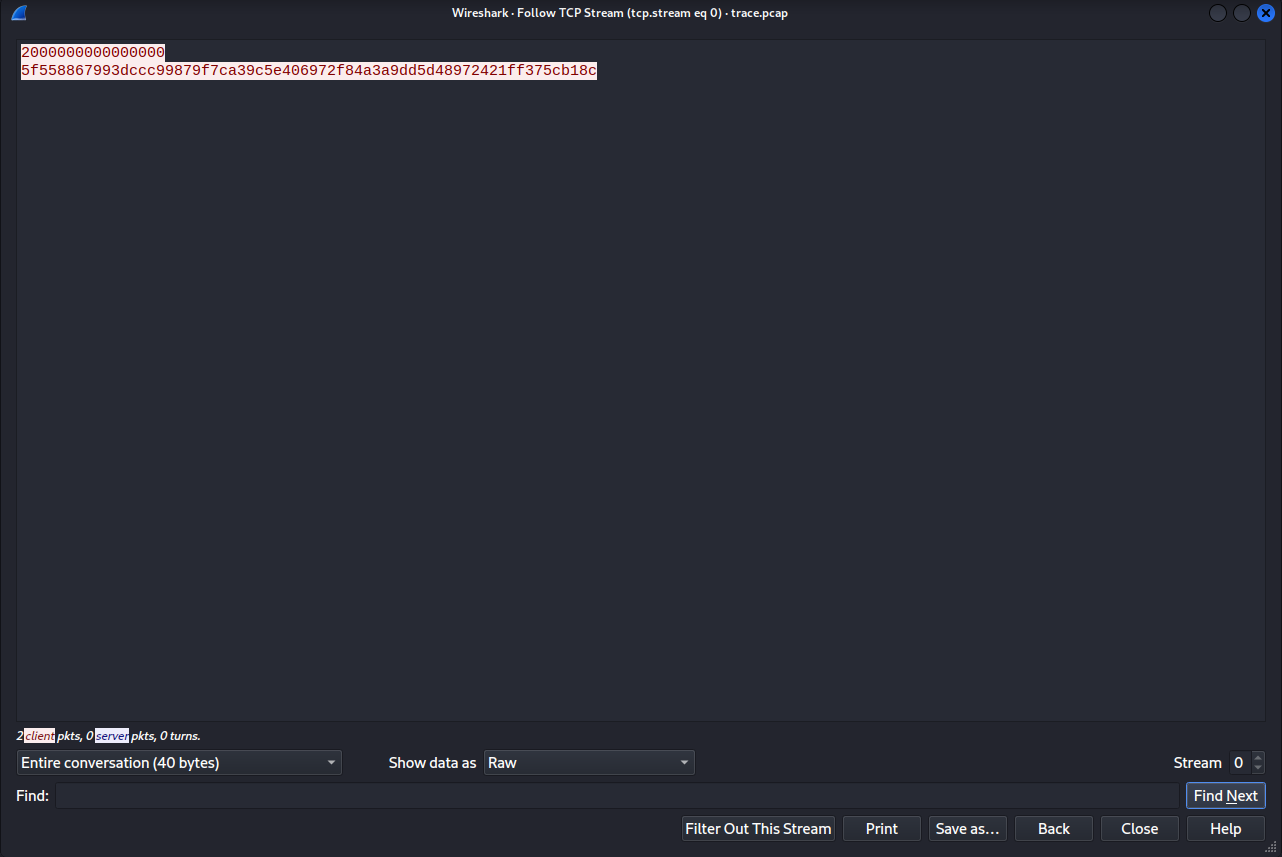 Wireshark · Follow TCP Stream (tcp.stream eq 0) · trace.pcap
2000000000000000
5f558867993dccc99879f7ca39c5e406972f84a3a9dd5d48972421ff375cb18c
2 client pkts, 0 server pkts, 0 turns.
Entire conversation (40 bytes) Show data as Raw Stream 0
Find: Find Next
Filter Out This Stream Print Save as… Back Close Help